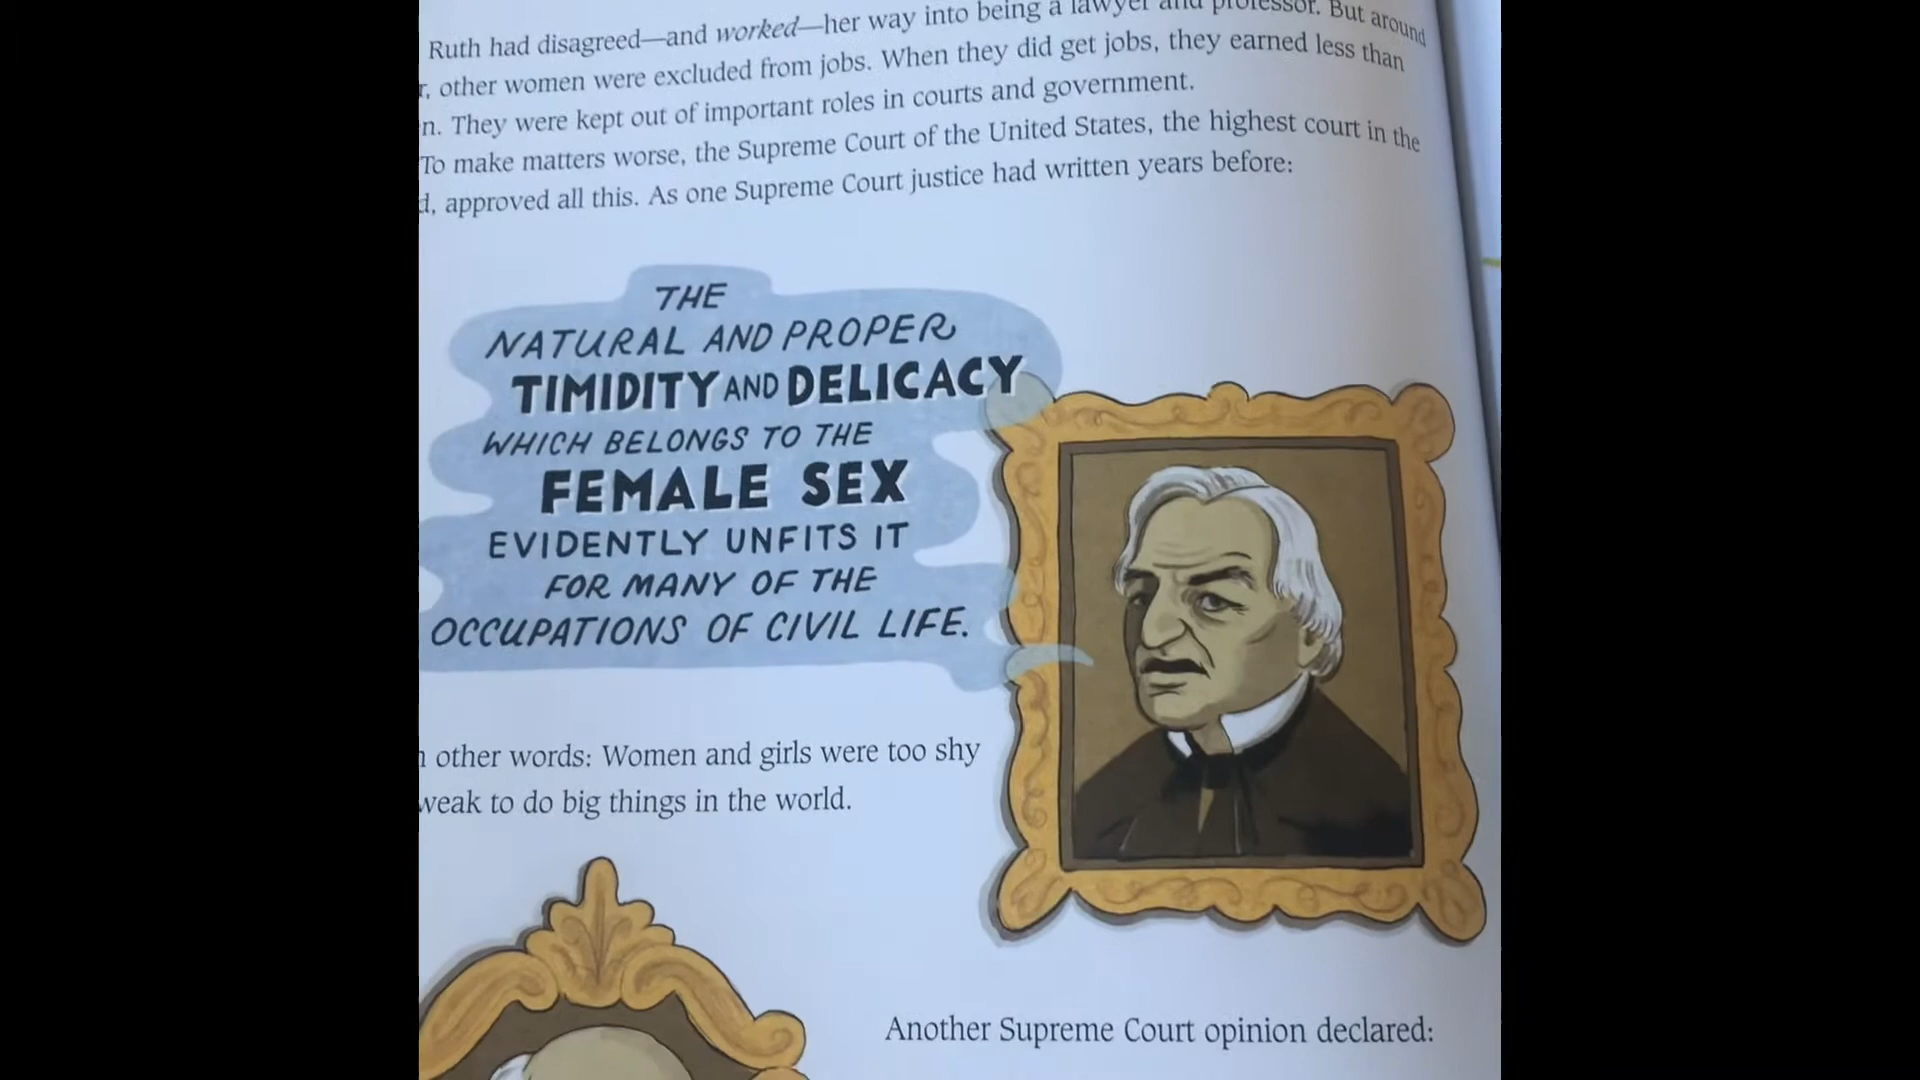 Ruth had disagreed—and worked—her way into being a lawyer and professor. But around
r, other women were excluded from jobs. When they did get jobs, they earned less than
n. They were kept out of important roles in courts and government.
To make matters worse, the Supreme Court of the United States, the highest court in the
d, approved all this. As one Supreme Court justice had written years before:
THE
NATURAL AND PROPER
TIMIDITY AND DELICACY
WHICH BELONGS TO THE
FEMALE SEX
EVIDENTLY UNFITS IT
FOR MANY OF THE
OCCUPATIONS OF CIVIL LIFE.
other words: Women and girls were too shy
weak to do big things in the world.
Another Supreme Court opinion declared: